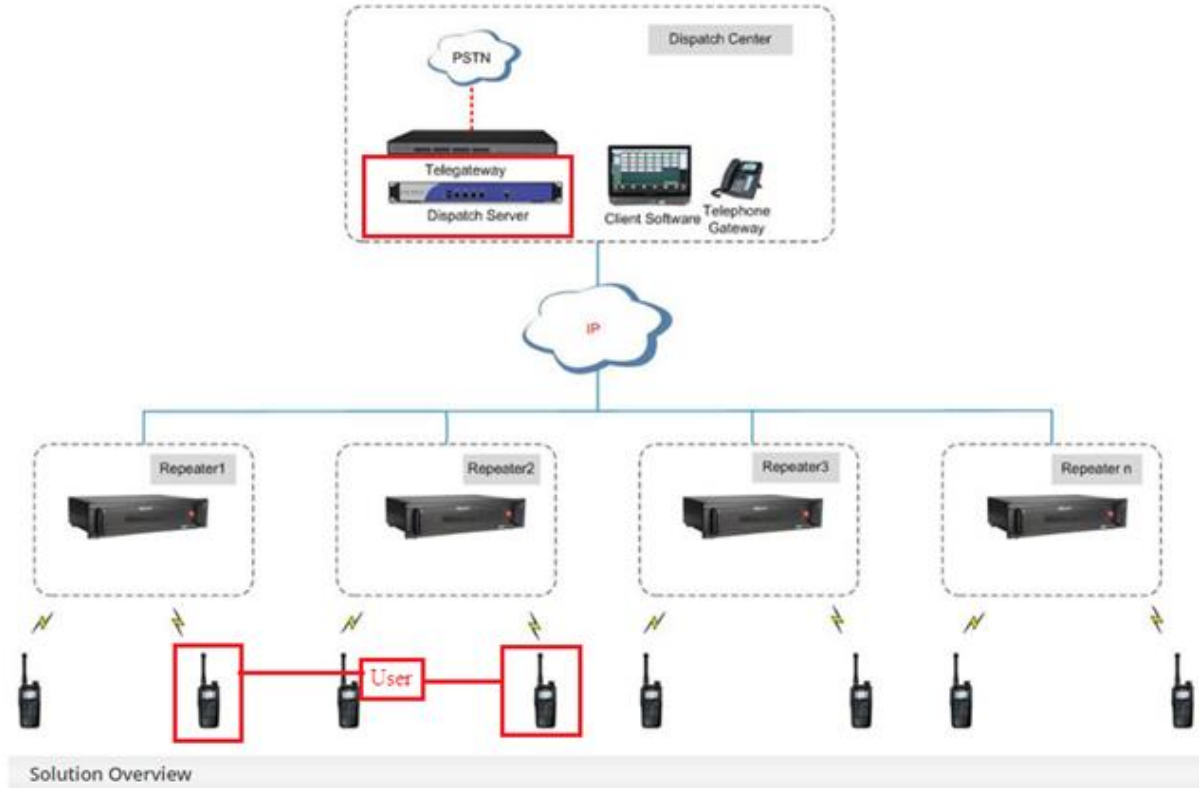 Dispatch Center
PSTN
Telegateway
Dispatch Server
Client Software
Telephone
Gateway
IP
Repeater1
Repeater2
Repeater3
Repeater n
User
Solution Overview